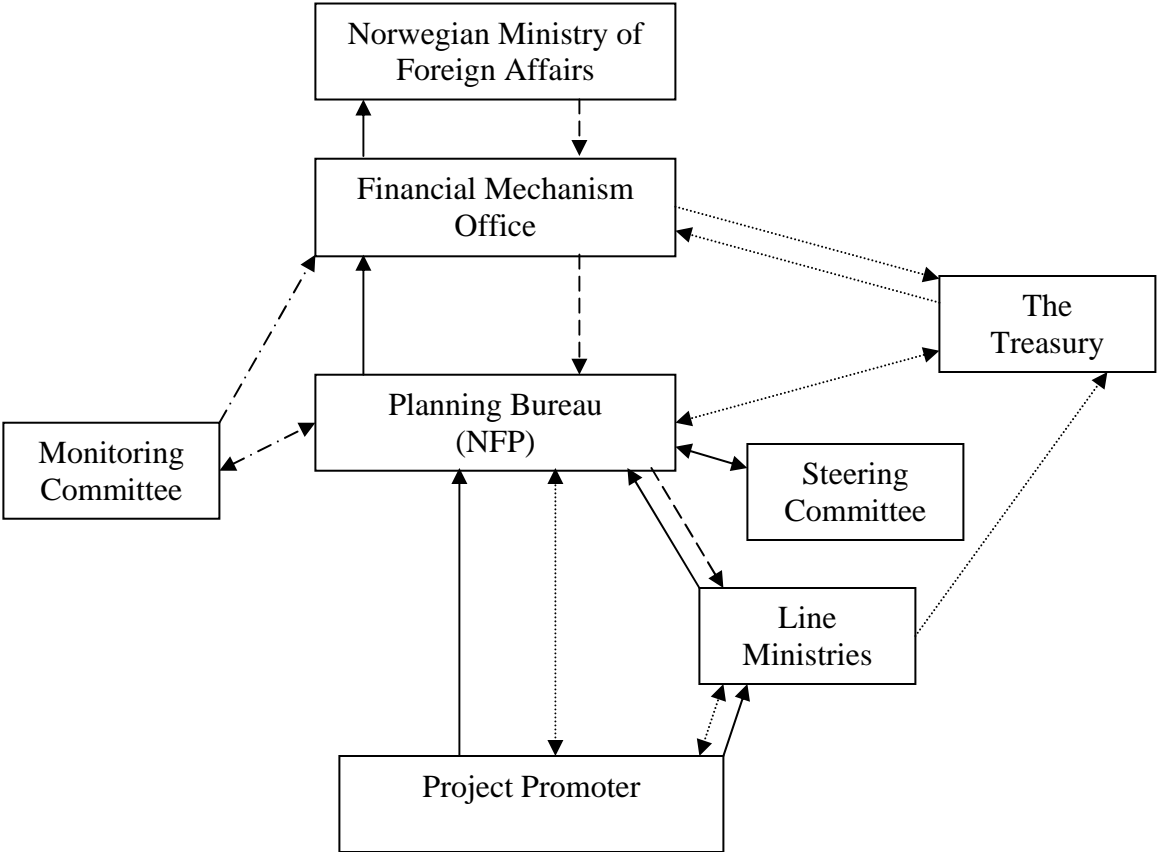 Norwegian Ministry of
Foreign Affairs
Financial Mechanism
Office
The
Treasury
Planning Bureau
(NFP)
Monitoring
Committee
Steering
Committee
Line
Ministries
Project Promoter